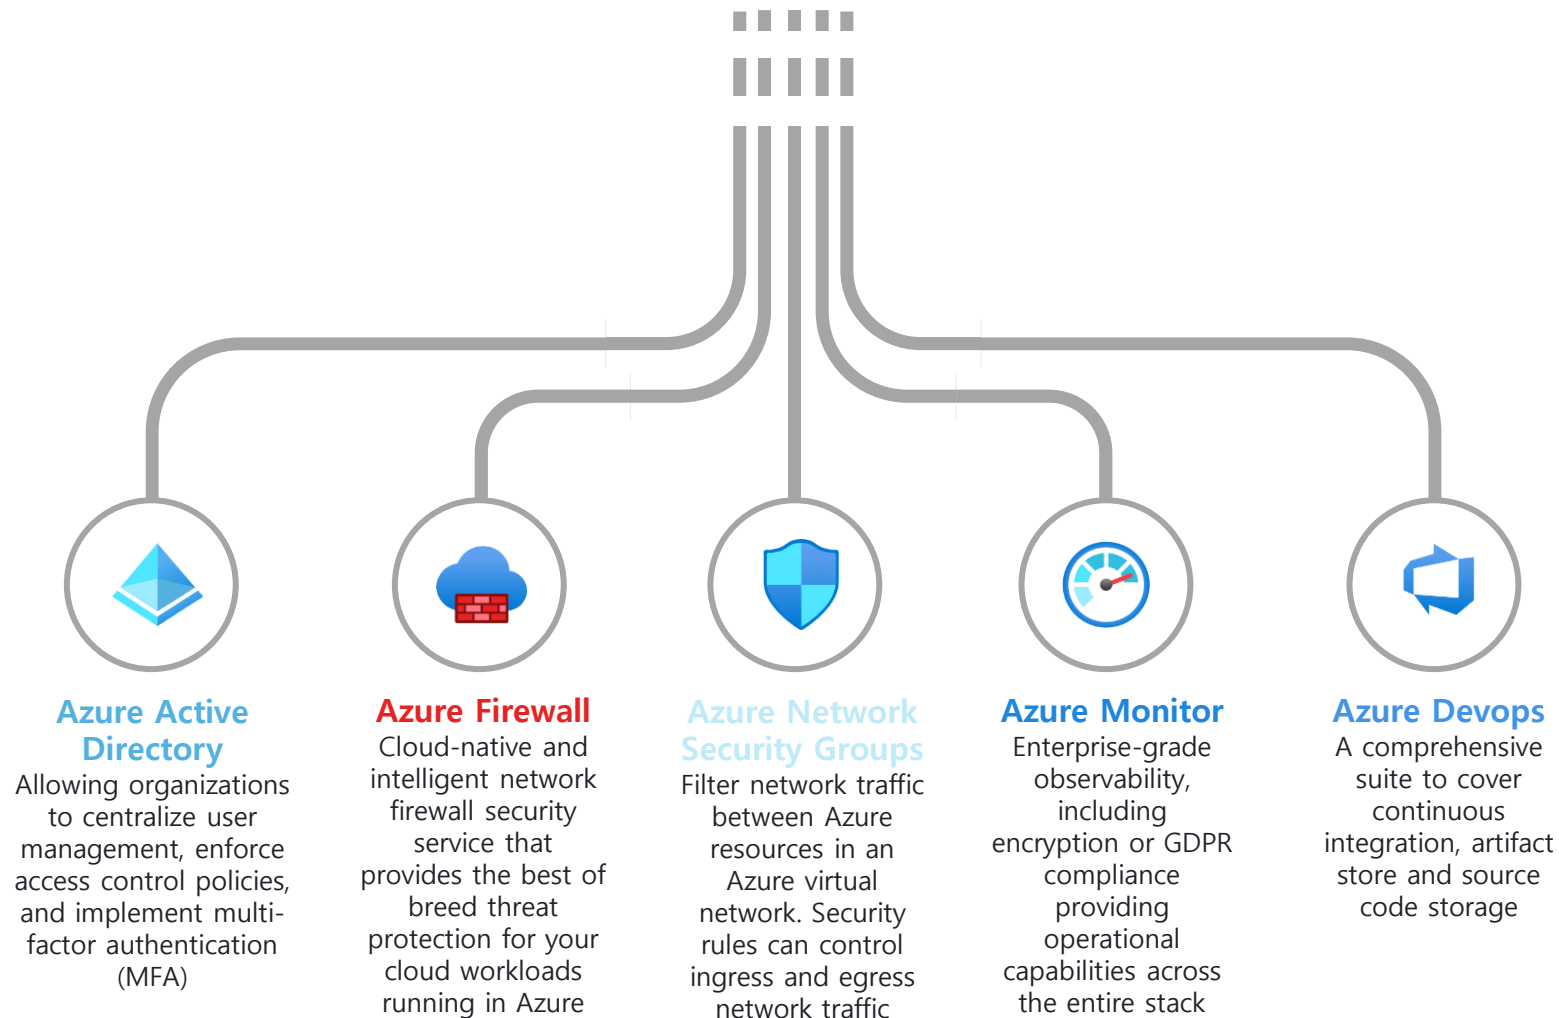 Azure Active
Directory
Allowing organizations
to centralize user
management, enforce
access control policies,
and implement multi-
factor authentication
(MFA)
Azure Firewall
Cloud-native and
intelligent network
firewall security
service that
provides the best of
breed threat
protection for your
cloud workloads
running in Azure
Azure Network
Security Groups
Filter network traffic
between Azure
resources in an
Azure virtual
network. Security
rules can control
ingress and egress
network traffic
Azure Monitor
Enterprise-grade
observability,
including
encryption or GDPR
compliance
providing
operational
capabilities across
the entire stack
Azure Devops
A comprehensive
suite to cover
continuous
integration, artifact
store and source
code storage